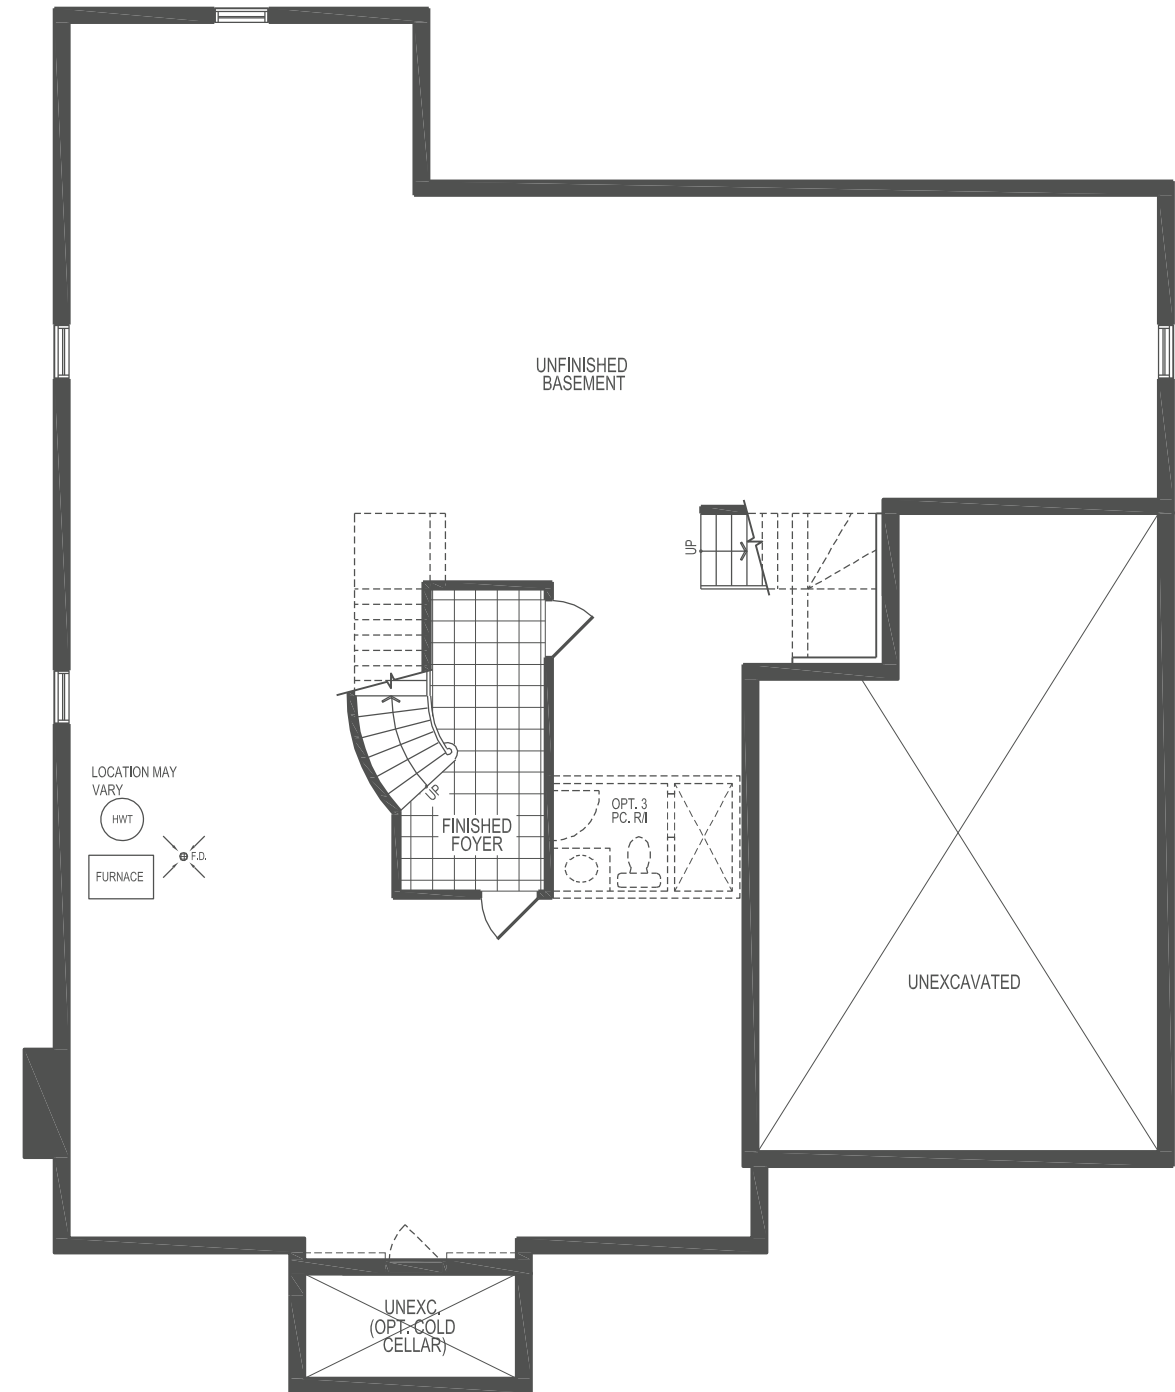 UNFINISHED
BASEMENT
UP
LOCATION MAY
VARY
HWT
F.D.
FURNACE
UP
FINISHED
FOYER
OPT. 3
PC. R/I
UNEXCAVATED
UNEXC.
(OPT. COLD
CELLAR)